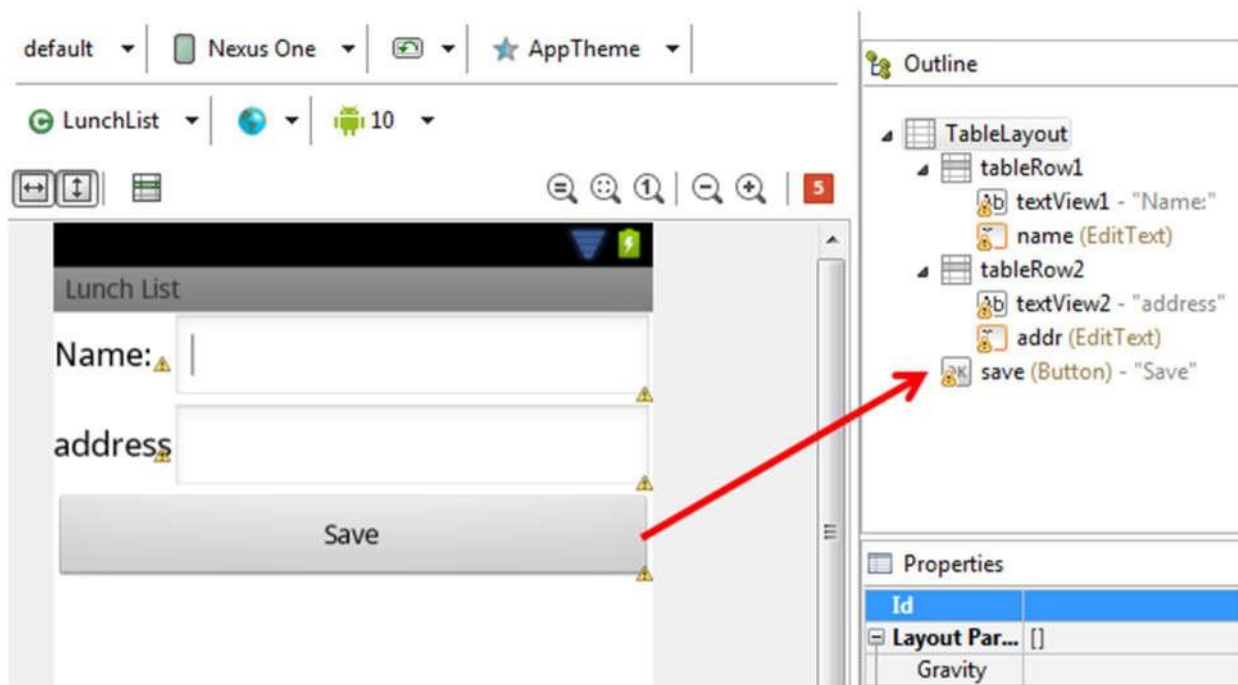 default
Nexus One
AppTheme
Outline
LunchList
10
TableLayout
tableRow1
textView1 - "Name:"
name (EditText)
tableRow2
textView2 - "address"
addr (EditText)
save (Button) - "Save"
1
5
Lunch List
Name:
address
Save
Properties
Id
Layout Par... []
Gravity